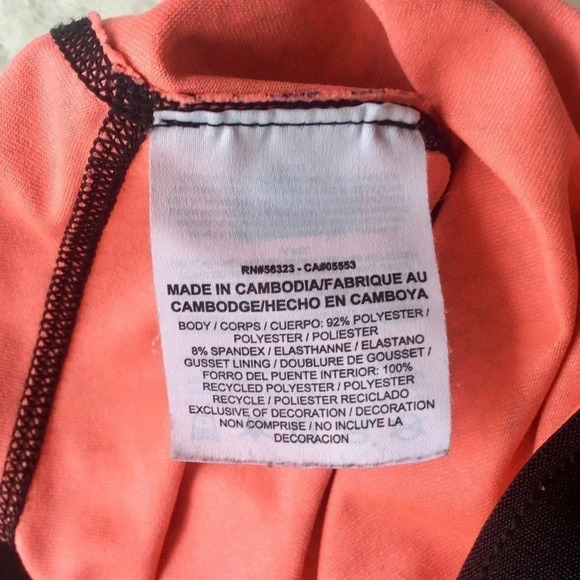 RN#56323 - CA#05553
MADE IN CAMBODIA/FABRIQUE AU
CAMBODGE/HECHO EN CAMBOYA
BODY / CORPS / CUERPO: 92% POLYESTER /
POLYESTER / POLIESTER
8% SPANDEX / ELASTHANNE / ELASTANO
GUSSET LINING / DOUBLURE DE GOUSSET /
FORRO DEL PUENTE INTERIOR: 100%
RECYCLED POLYESTER / POLYESTER
RECYCLE / POLIESTER RECICLADO
EXCLUSIVE OF DECORATION / DECORATION
NON COMPRISE / NO INCLUYE LA
DECORACION